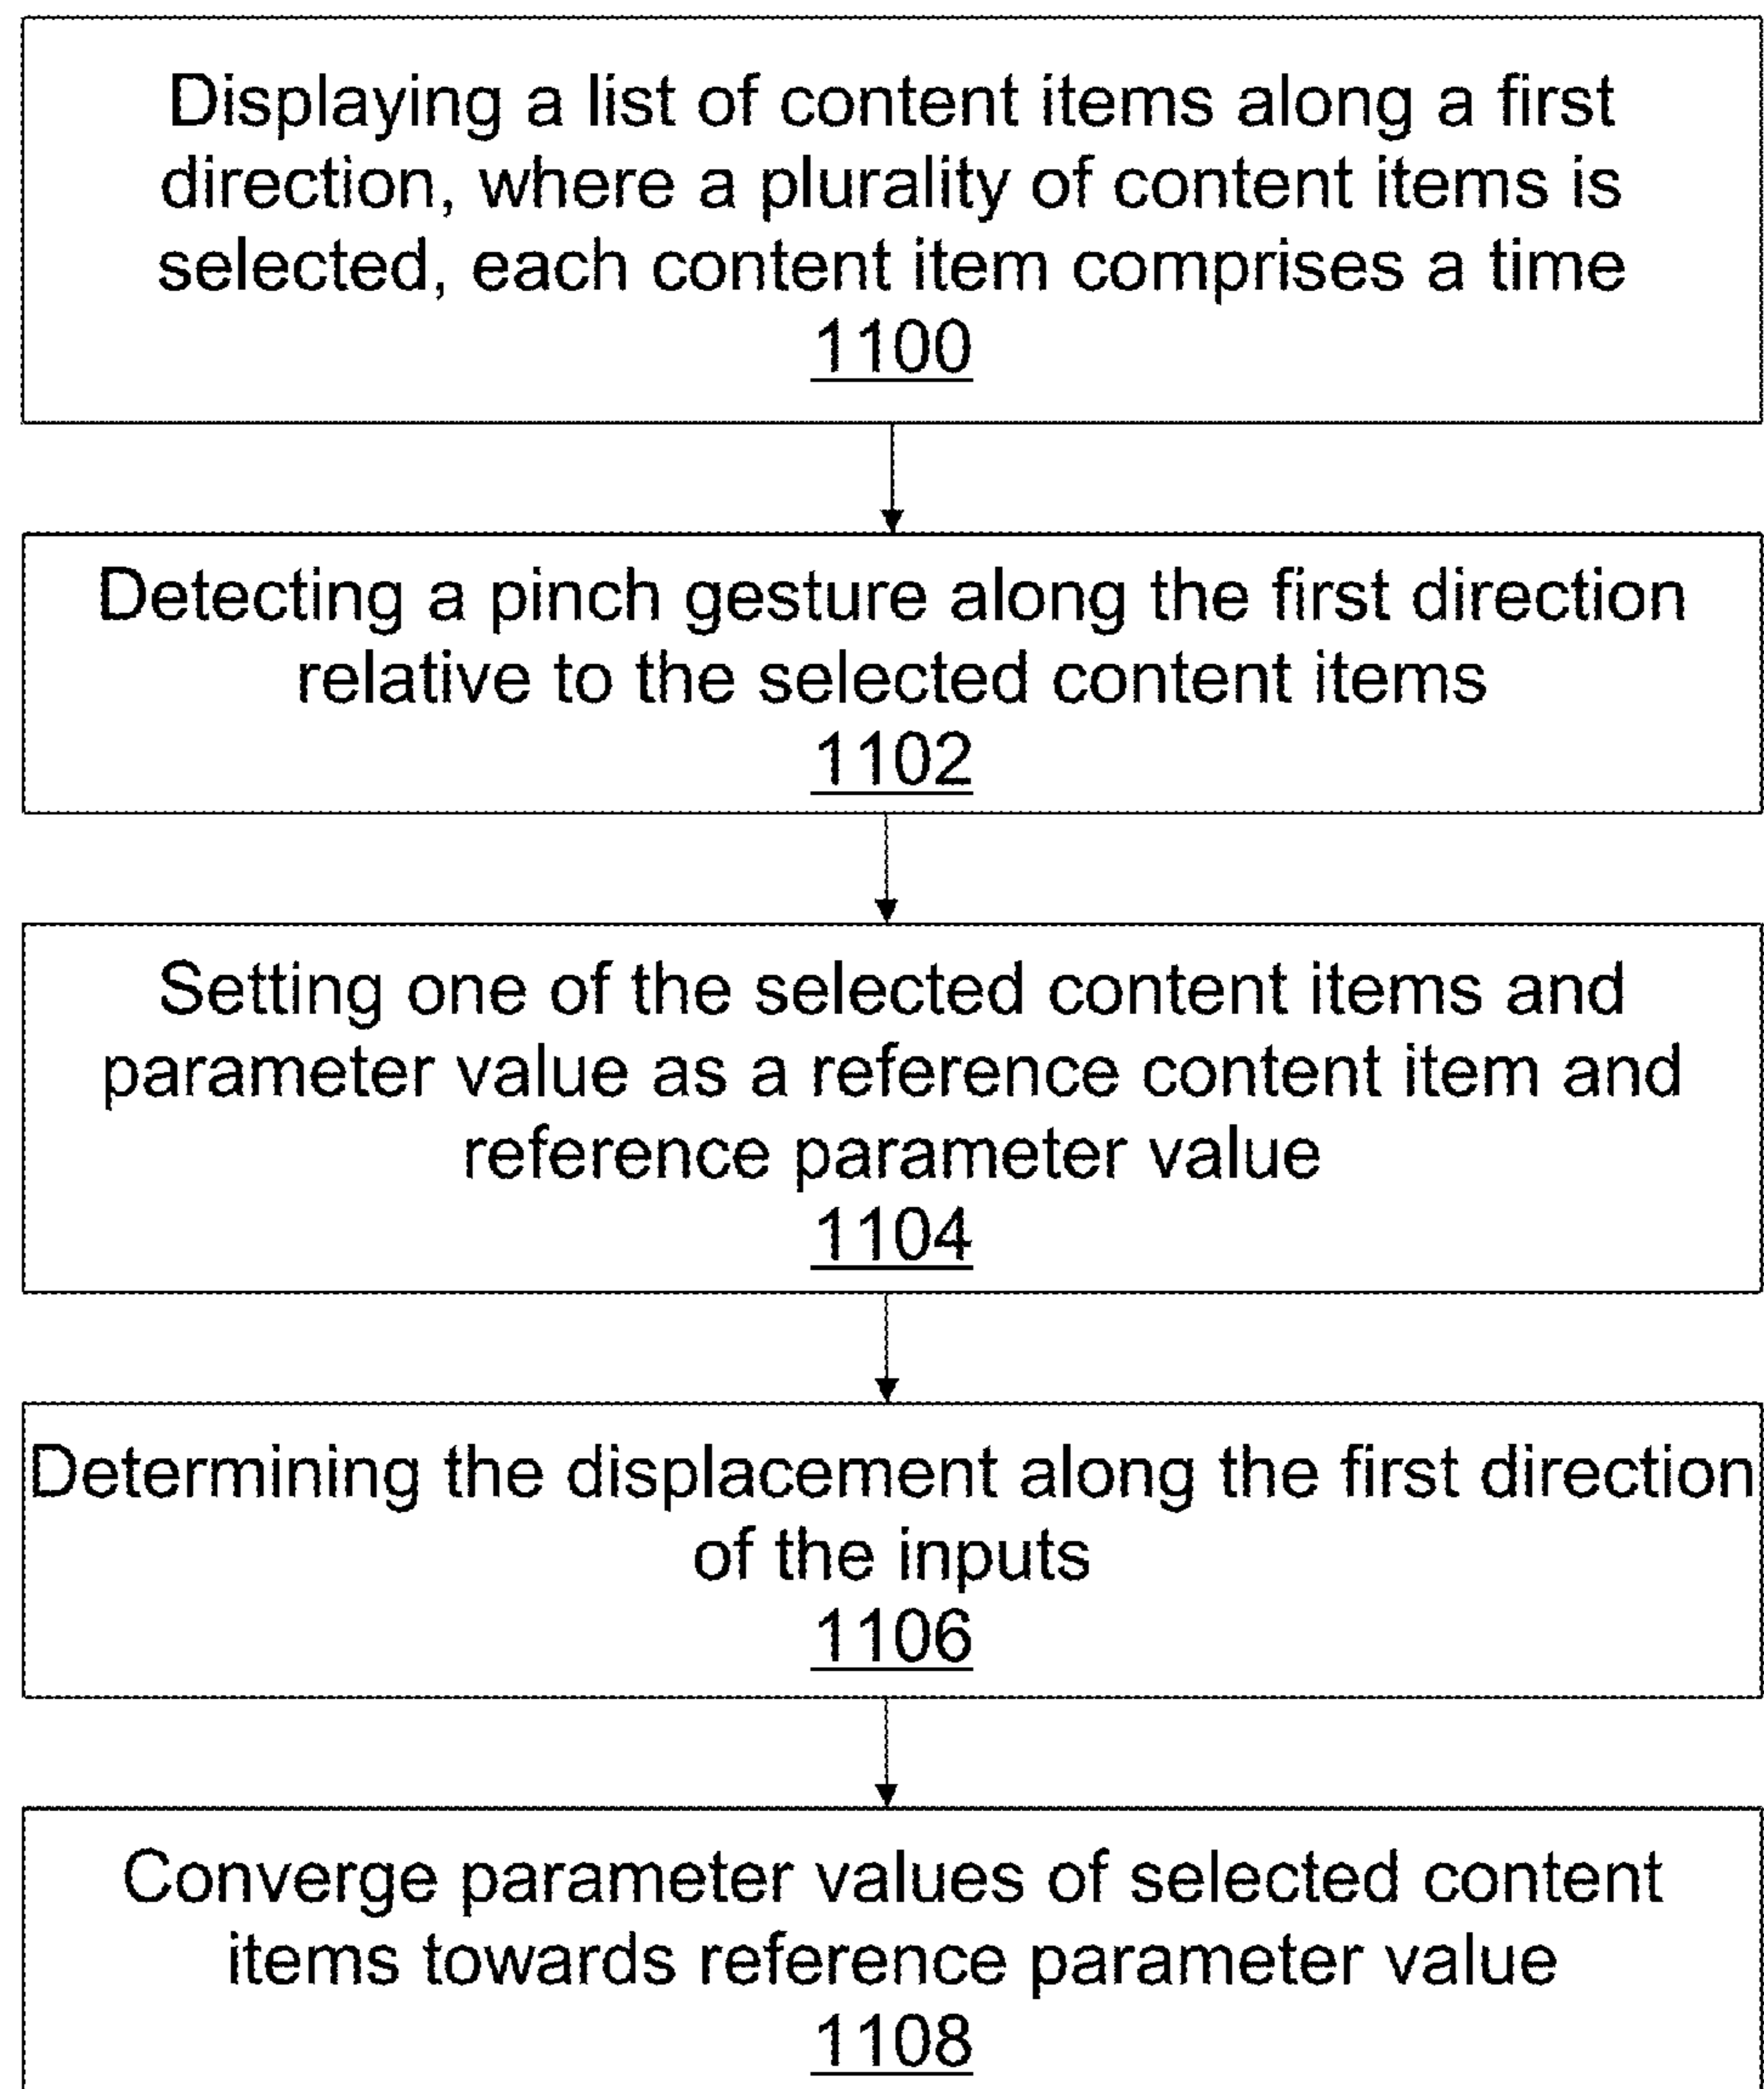 Displaying a list of content items along a first
direction, where a plurality of content items is
selected, each content item comprises a time
1100
Detecting a pinch gesture along the first direction
relative to the selected content items
1102
Setting one of the selected content items and
parameter value as a reference content item and
reference parameter value
1104
Determining the displacement along the first direction
of the inputs
1106
Converge parameter values of selected content
items towards reference parameter value
1108